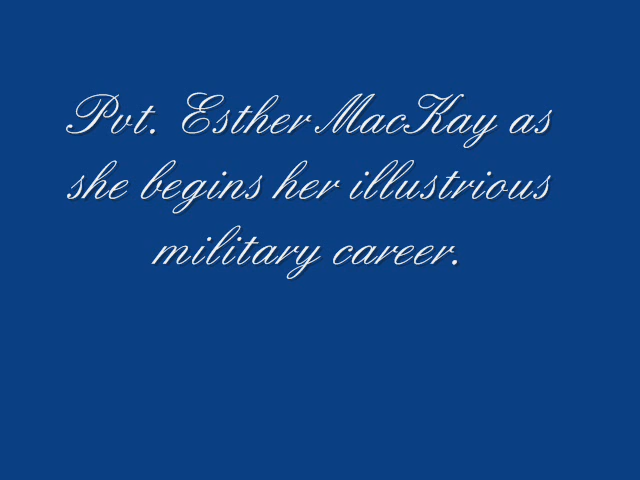 Pvt. Esther MacKay as
she begins her illustrious
military career.